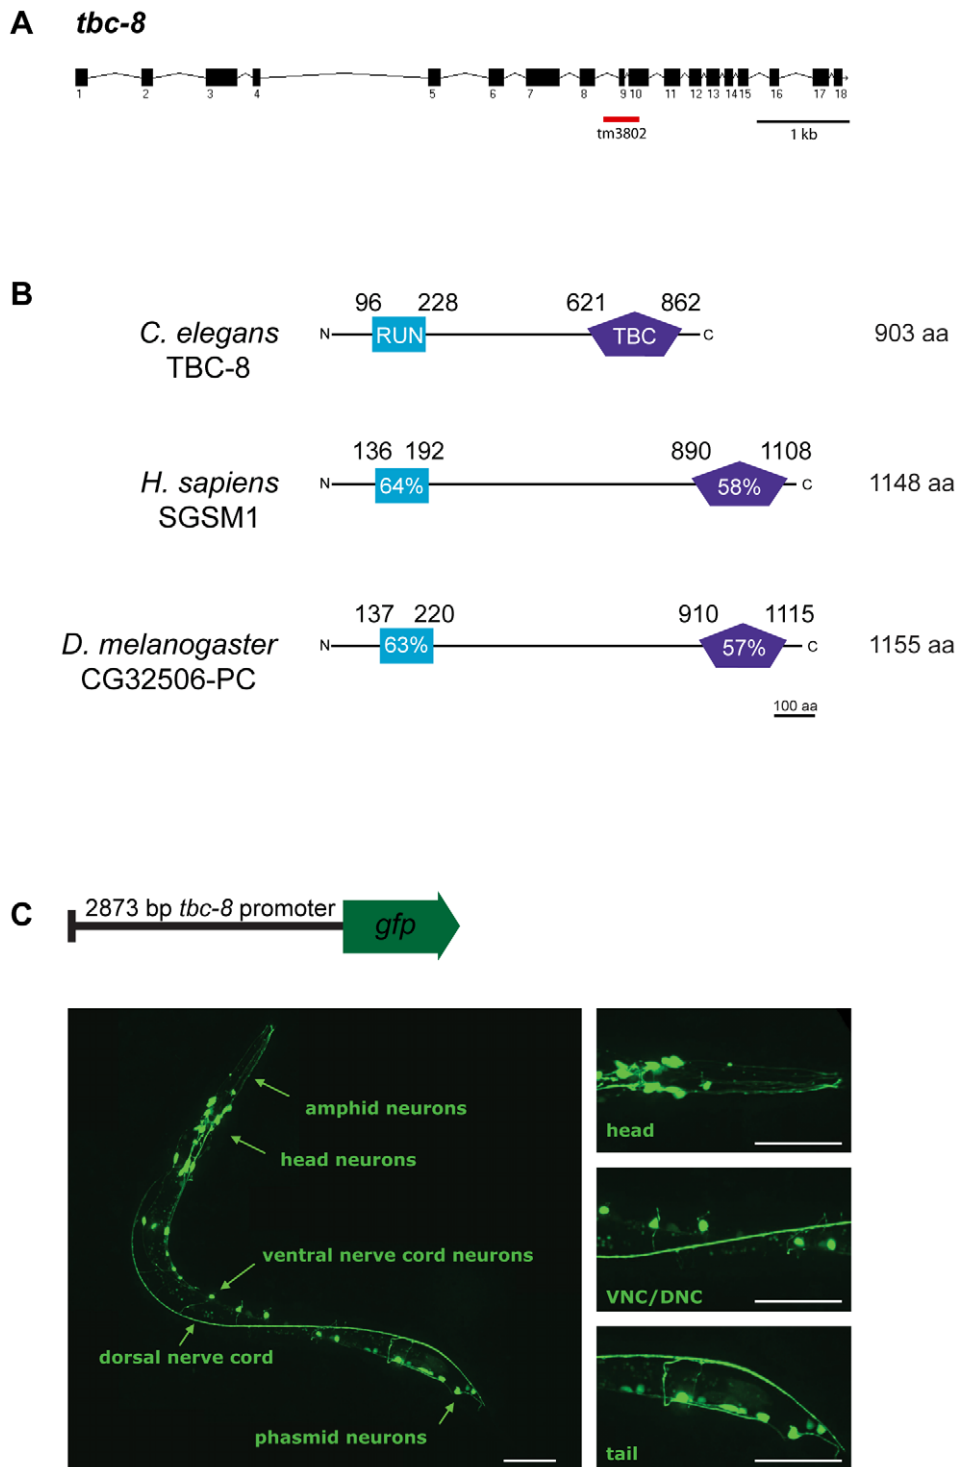 A tbc-8
1 2 3 4 5 6 7 8 9 10 11 12 13 14 15 16 17 18
tm3802 1 kb
B
96 228 621 862
C. elegans
TBC-8
N RUN TBC C 903 aa
136 192 890 1108
H. sapiens
SGSM1
N 64% 58% C 1148 aa
137 220 910 1115
D. melanogaster
CG32506-PC
N 63% 57% C 1155 aa
100 aa
C 2873 bp tbc-8 promoter gfp
amphid neurons
head neurons
ventral nerve cord neurons
dorsal nerve cord
phasmid neurons
head
VNC/DNC
tail